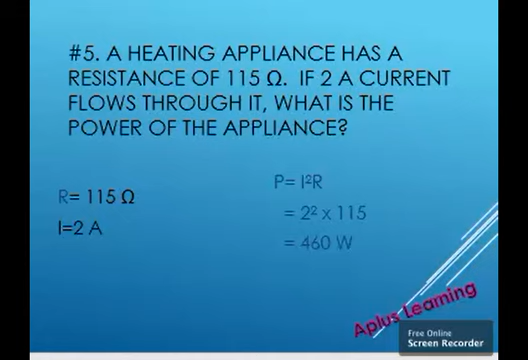 #5. A HEATING APPLIANCE HAS A
RESISTANCE OF 115 Ω. IF 2 A CURRENT
FLOWS THROUGH IT, WHAT IS THE
POWER OF THE APPLIANCE?
R= 115 Ω
I=2 A
P= I²R
= 2² x 115
= 460 W
Aplus Learning
Free Online
Screen Recorder